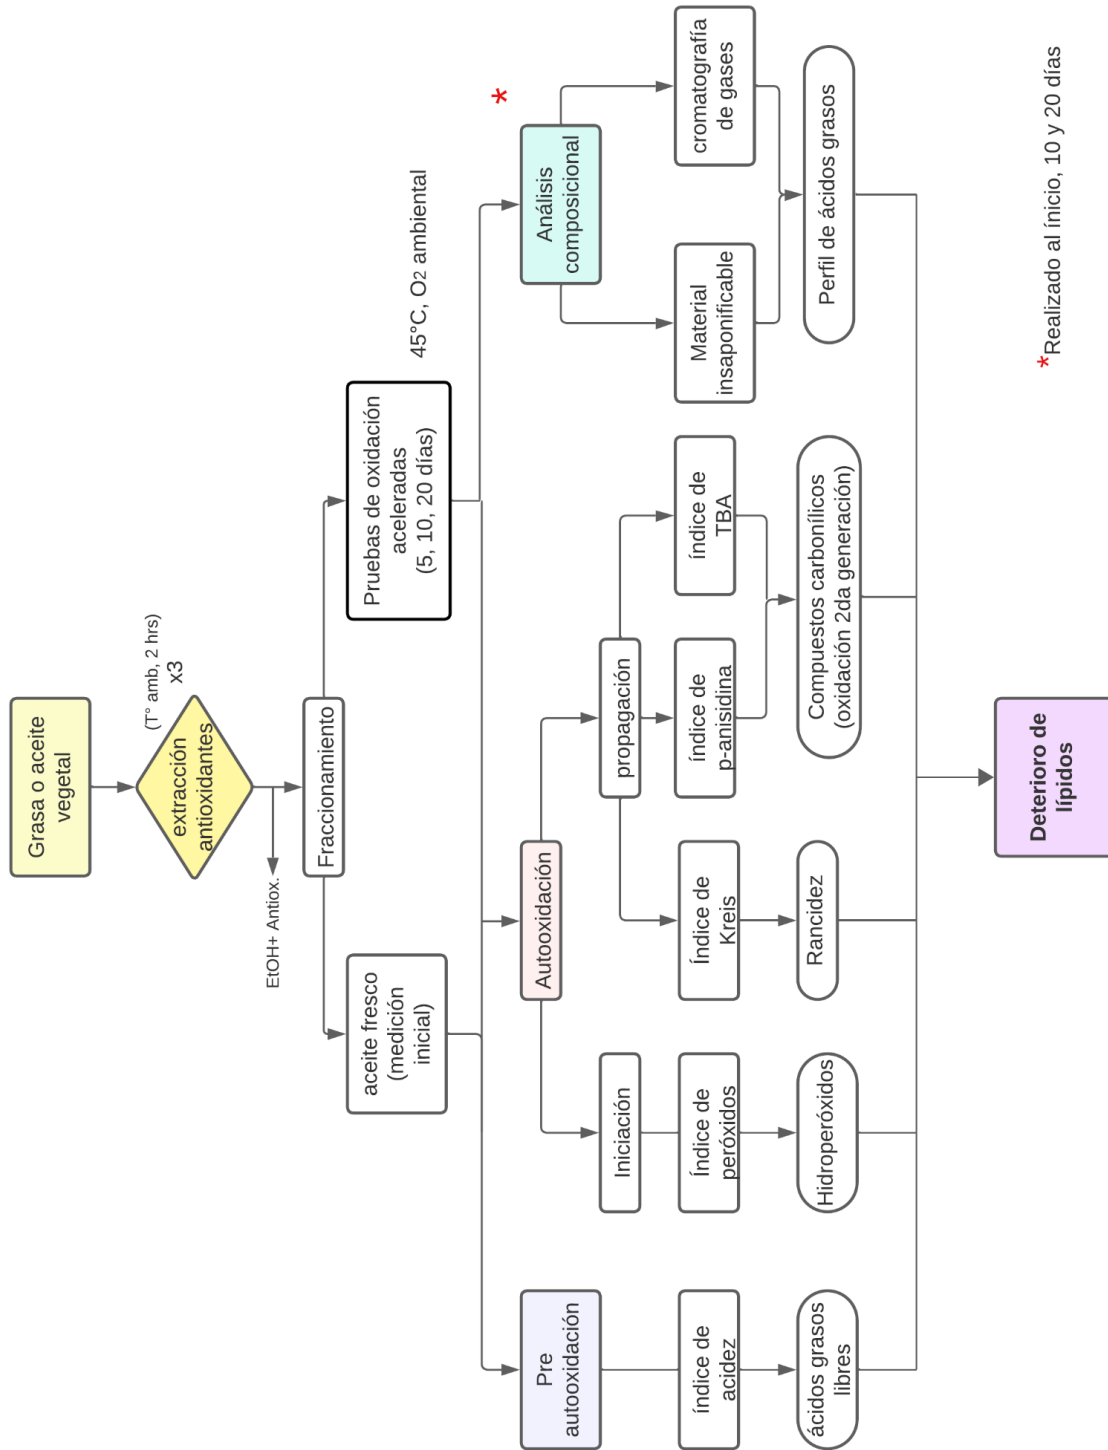 Grasa o aceite
vegetal
(T° amb, 2 hrs)
x3
extracción
antioxidantes
EtOH+ Antiox.
Fraccionamiento
aceite fresco
(medición
inicial)
Pruebas de oxidación
aceleradas
(5, 10, 20 días)
45°C, O2 ambiental
Pre
autooxidación
Autooxidación
Análisis
composicional
*
Iniciación
propagación
índice de
acidez
Índice de
peróxidos
Índice de
Kreis
índice de
p-anisidina
índice de
TBA
Material
insaponificable
cromatografía
de gases
ácidos grasos
libres
Hidroperóxidos
Rancidez
Compuestos carbonílicos
(oxidación 2da generación)
Perfil de ácidos grasos
Deterioro de
lípidos
*Realizado al ínicio, 10 y 20 días